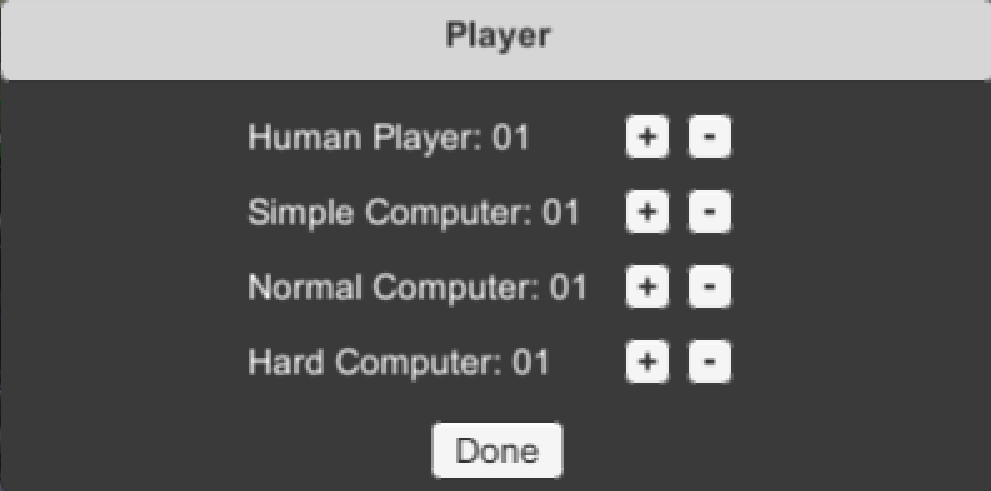 Player
Human Player: 01 + -
Simple Computer: 01 + -
Normal Computer: 01 + -
Hard Computer: 01 + -
Done